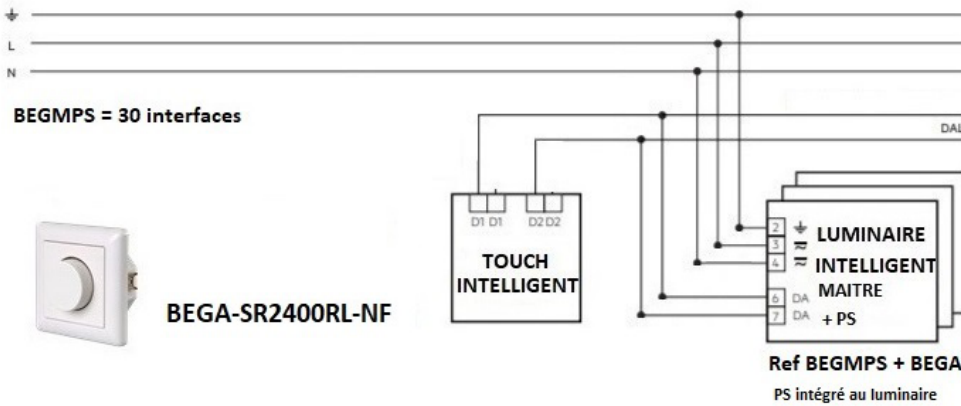 L
N
BEGMPS = 30 interfaces
DAL
D1 D1 D2 D2
TOUCH
INTELLIGENT
BEGA-SR2400RL-NF
2 LUMINAIRE
3
4 INTELLIGENT
MAITRE
6 DA
7 DA + PS
Ref BEGMPS + BEGA
PS intégré au luminaire